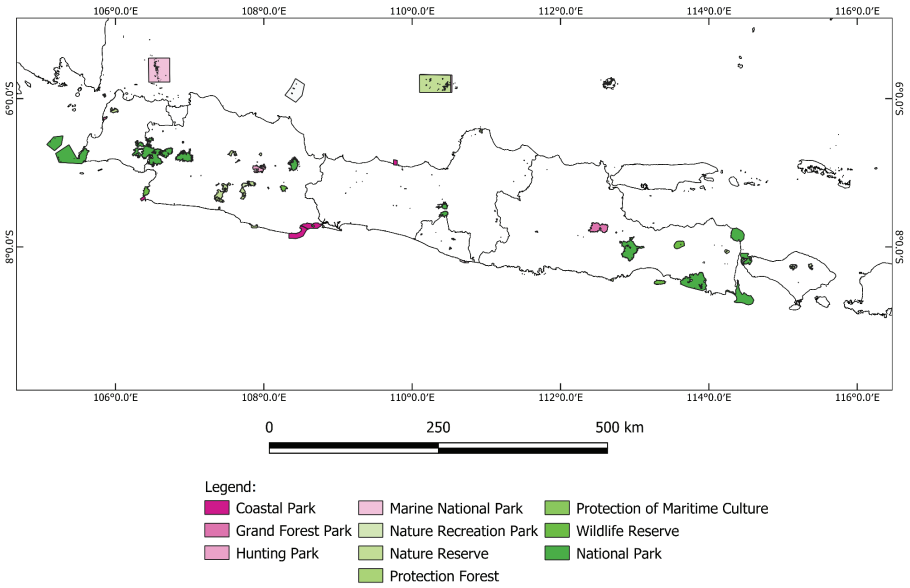 106°0.0'E 108°0.0'E 110°0.0'E 112°0.0'E 114°0.0'E 116°0.0'E
6°0.0'S 6°0.0'S
8°0.0'S 8°0.0'S
106°0.0'E 108°0.0'E 110°0.0'E 112°0.0'E 114°0.0'E 116°0.0'E
0 250 500 km
Legend:
Coastal Park
Grand Forest Park
Hunting Park
Marine National Park
Nature Recreation Park
Nature Reserve
Protection Forest
Protection of Maritime Culture
Wildlife Reserve
National Park